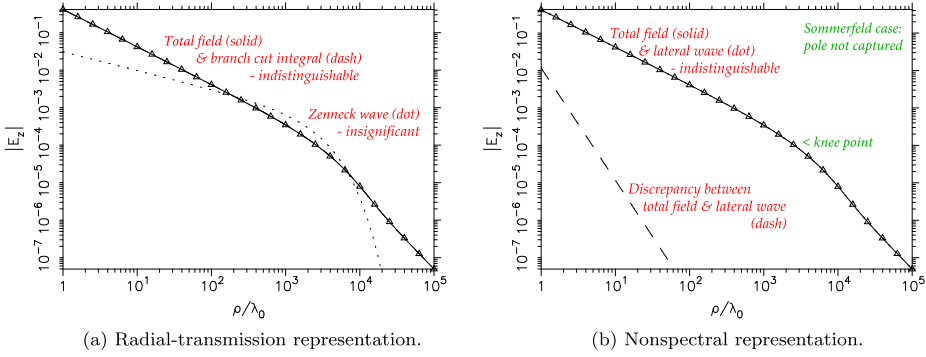 Total field (solid)
& branch cut integral (dash)
- indistinguishable
Zenneck wave (dot)
- insignificant
|E_z|
10^-1
10^-2
10^-3
10^-4
10^-5
10^-6
10^-7
1 10^1 10^2 10^3 10^4 10^5
ρ/λ_0
(a) Radial-transmission representation.
Total field (solid)
& lateral wave (dot)
- indistinguishable
Sommerfeld case:
pole not captured
< knee point
Discrepancy between
total field & lateral wave
(dash)
|E_z|
10^-1
10^-2
10^-3
10^-4
10^-5
10^-6
10^-7
1 10^1 10^2 10^3 10^4 10^5
ρ/λ_0
(b) Nonspectral representation.